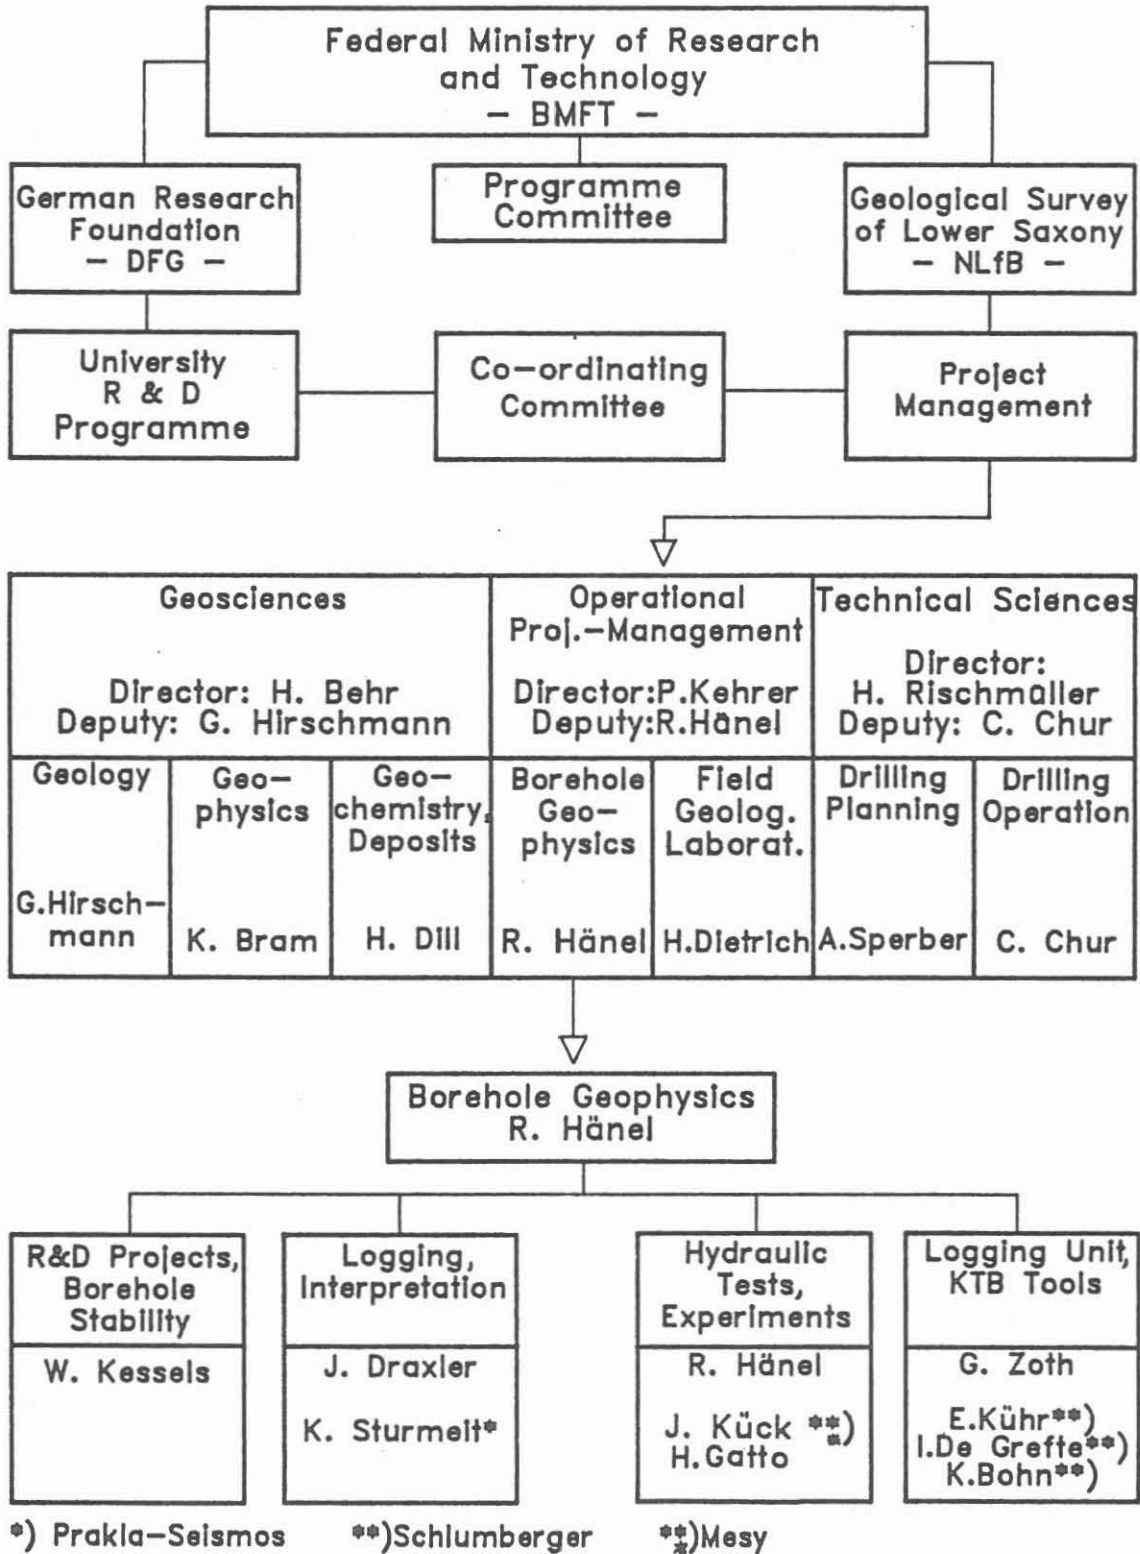 Federal Ministry of Research
and Technology
— BMFT —
German Research
Foundation
— DFG —
Programme
Committee
Geological Survey
of Lower Saxony
— NLfB —
University
R & D
Programme
Co-ordinating
Committee
Project
Management
Geosciences
Director: H. Behr
Deputy: G. Hirschmann
Operational
Proj.-Management
Director:P.Kehrer
Deputy:R.Hänel
Technical Sciences
Director:
H. Rischmüller
Deputy: C. Chur
Geology
G.Hirsch-
mann
Geo-
physics
K. Bram
Geo-
chemistry,
Deposits
H. Dill
Borehole
Geo-
physics
R. Hänel
Field
Geolog.
Laborat.
H.Dietrich
Drilling
Planning
A.Sperber
Drilling
Operation
C. Chur
Borehole Geophysics
R. Hänel
R&D Projects,
Borehole
Stability
W. Kessels
Logging,
Interpretation
J. Draxler
K. Sturmeit*
Hydraulic
Tests,
Experiments
R. Hänel
J. Kück ***)
H.Gatto
Logging Unit,
KTB Tools
G. Zoth
E.Kühr**)
I.De Grefte**)
K.Bohn**)
*) Prakla-Seismos **)Schlumberger ***)Mesy